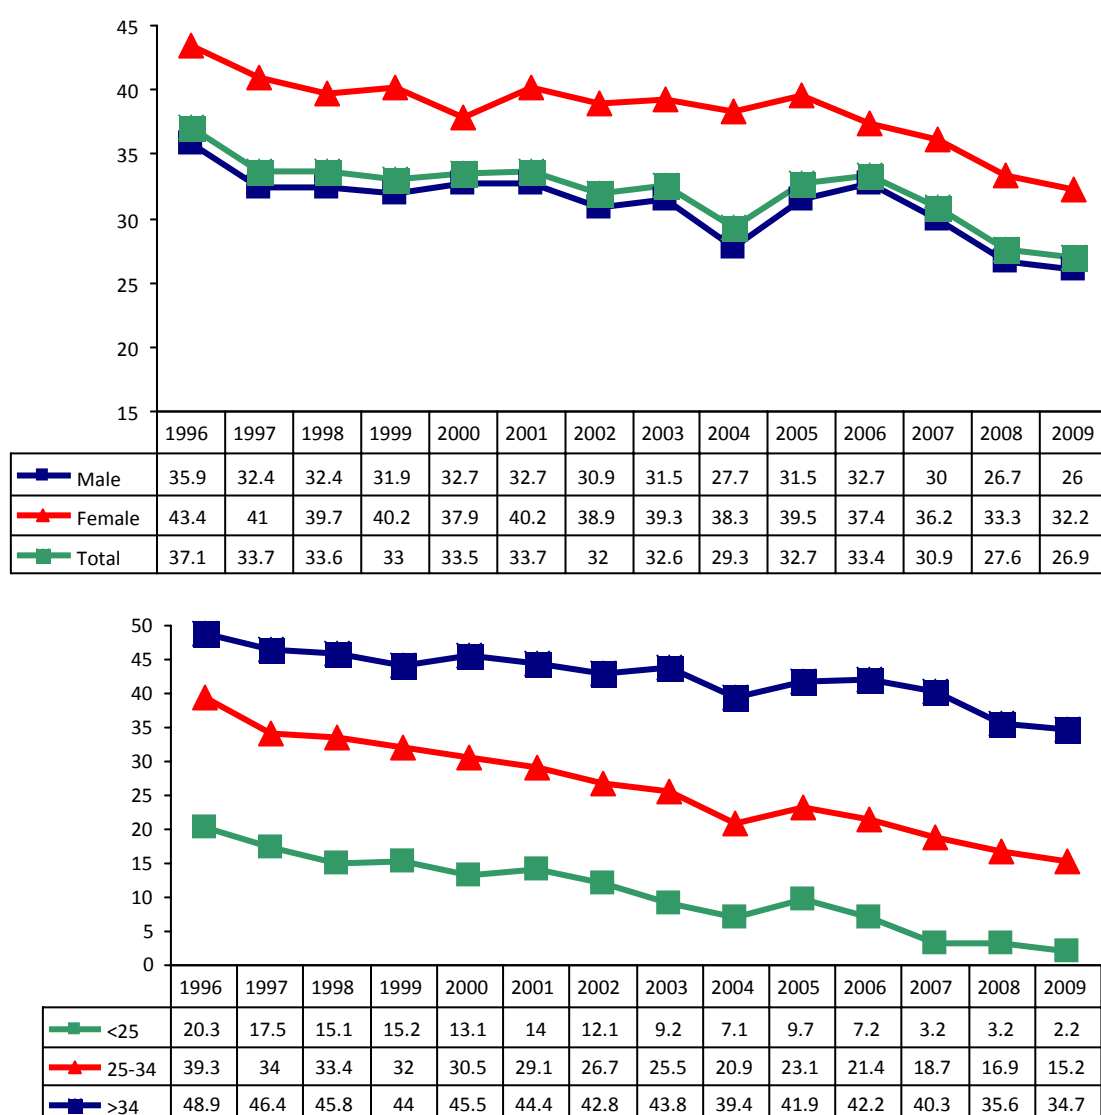 45
40
35
30
25
20
15
1996 1997 1998 1999 2000 2001 2002 2003 2004 2005 2006 2007 2008 2009
Male 35.9 32.4 32.4 31.9 32.7 32.7 30.9 31.5 27.7 31.5 32.7 30 26.7 26
Female 43.4 41 39.7 40.2 37.9 40.2 38.9 39.3 38.3 39.5 37.4 36.2 33.3 32.2
Total 37.1 33.7 33.6 33 33.5 33.7 32 32.6 29.3 32.7 33.4 30.9 27.6 26.9
50
45
40
35
30
25
20
15
10
5
0
1996 1997 1998 1999 2000 2001 2002 2003 2004 2005 2006 2007 2008 2009
<25 20.3 17.5 15.1 15.2 13.1 14 12.1 9.2 7.1 9.7 7.2 3.2 3.2 2.2
25-34 39.3 34 33.4 32 30.5 29.1 26.7 25.5 20.9 23.1 21.4 18.7 16.9 15.2
>34 48.9 46.4 45.8 44 45.5 44.4 42.8 43.8 39.4 41.9 42.2 40.3 35.6 34.7